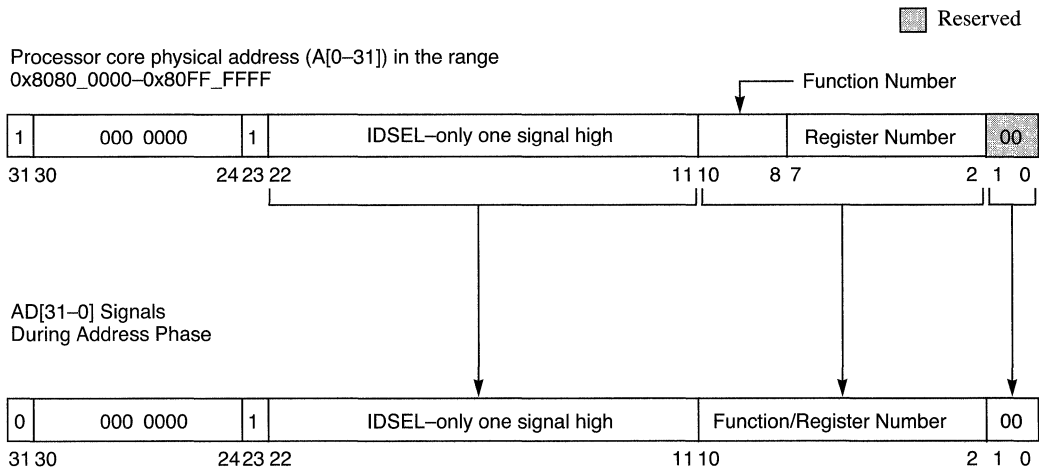 Reserved
Processor core physical address (A[0–31]) in the range
0x8080_0000–0x80FF_FFFF
Function Number
1 000 0000 1 IDSEL–only one signal high Register Number 00
31 30 24 23 22 11 10 8 7 2 1 0
AD[31–0] Signals
During Address Phase
0 000 0000 1 IDSEL–only one signal high Function/Register Number 00
31 30 24 23 22 11 10 2 1 0